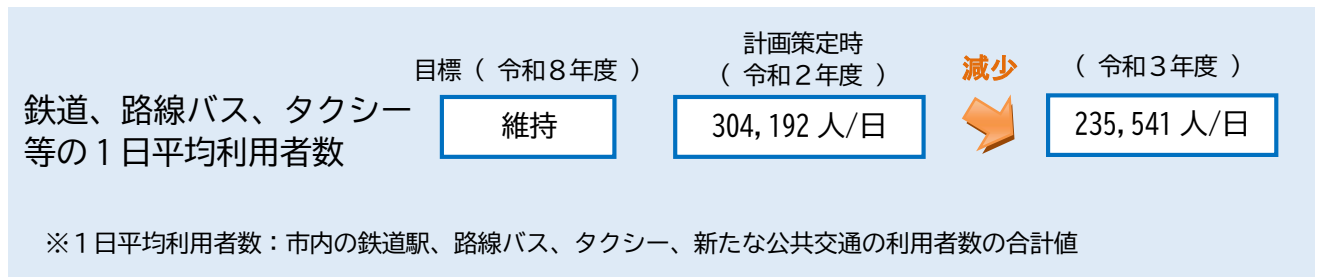 目標（ 令和８年度 ）
計画策定時
（ 令和２年度 ）
減少
（ 令和３年度 ）
鉄道、路線バス、タクシー
等の１日平均利用者数
維持
304,192 人/日
235,541 人/日
※１日平均利用者数：市内の鉄道駅、路線バス、タクシー、新たな公共交通の利用者数の合計値